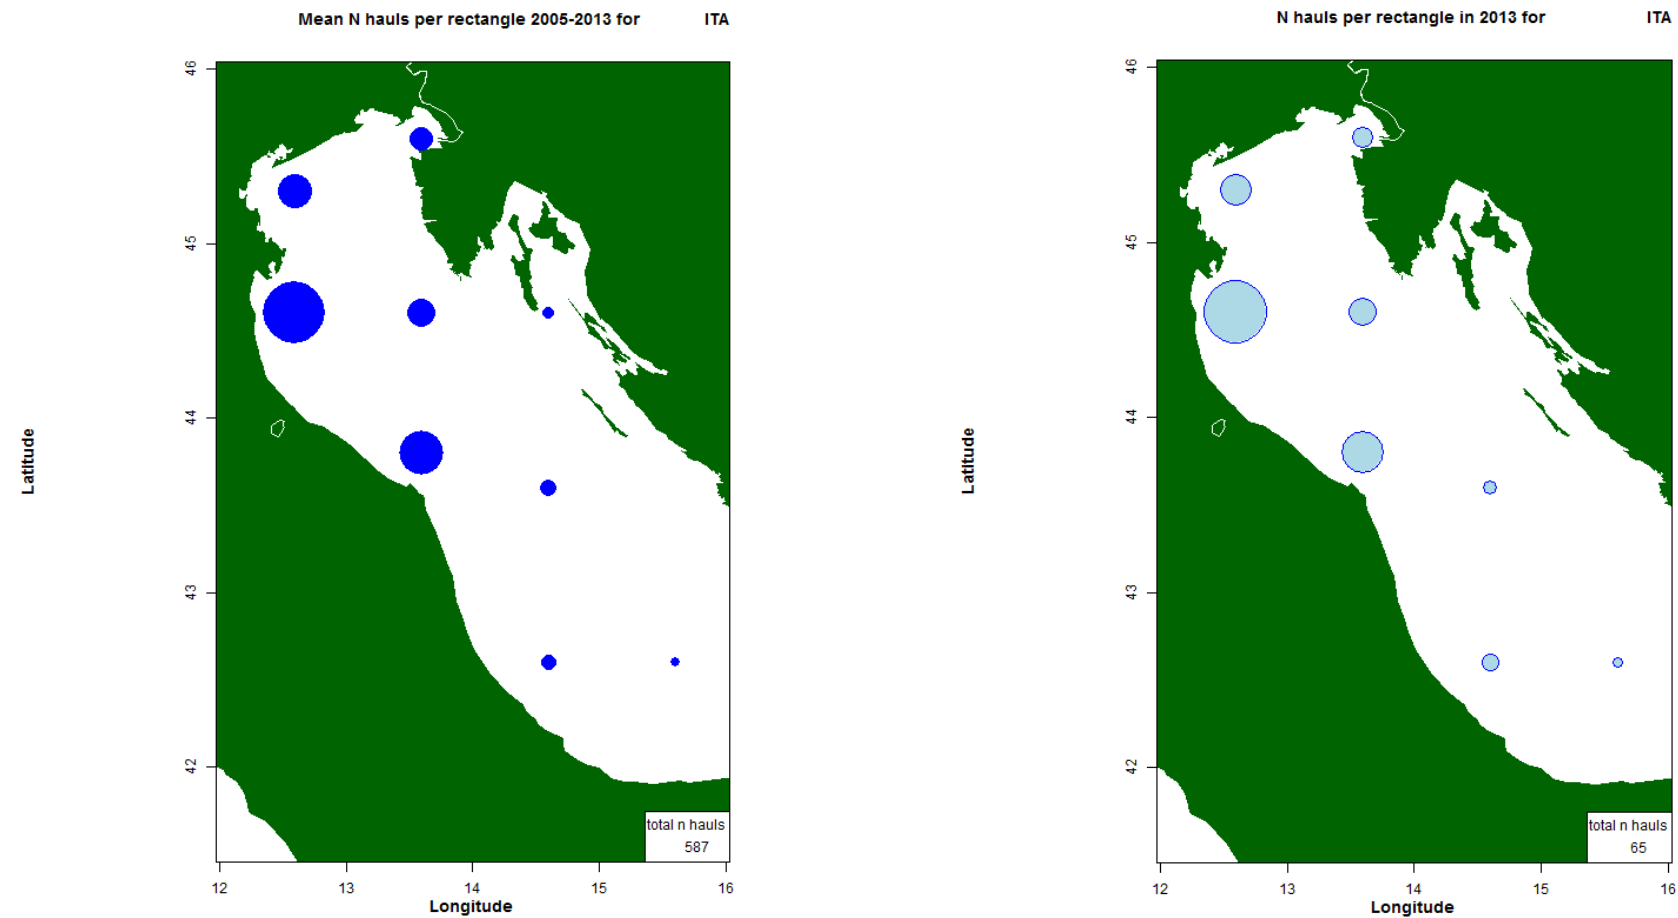 Mean N hauls per rectangle 2005-2013 for ITA
46
45
44
43
42
Latitude
total n hauls
587
12 13 14 15 16
Longitude
N hauls per rectangle in 2013 for ITA
46
45
44
43
42
Latitude
total n hauls
65
12 13 14 15 16
Longitude